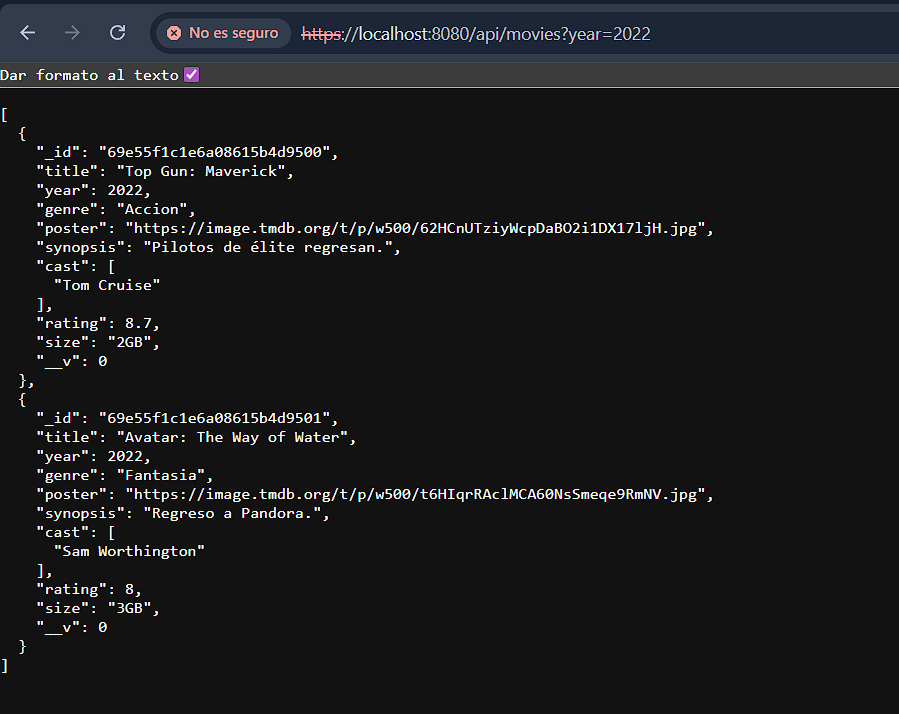 No es seguro https://localhost:8080/api/movies?year=2022
Dar formato al texto
[
  {
    "_id": "69e55f1c1e6a08615b4d9500",
    "title": "Top Gun: Maverick",
    "year": 2022,
    "genre": "Accion",
    "poster": "https://image.tmdb.org/t/p/w500/62HCnUTziyWcpDaBO2i1DX17ljH.jpg",
    "synopsis": "Pilotos de élite regresan.",
    "cast": [
      "Tom Cruise"
    ],
    "rating": 8.7,
    "size": "2GB",
    "__v": 0
  },
  {
    "_id": "69e55f1c1e6a08615b4d9501",
    "title": "Avatar: The Way of Water",
    "year": 2022,
    "genre": "Fantasia",
    "poster": "https://image.tmdb.org/t/p/w500/t6HIqrRAclMCA60NsSmeqe9RmNV.jpg",
    "synopsis": "Regreso a Pandora.",
    "cast": [
      "Sam Worthington"
    ],
    "rating": 8,
    "size": "3GB",
    "__v": 0
  }
]